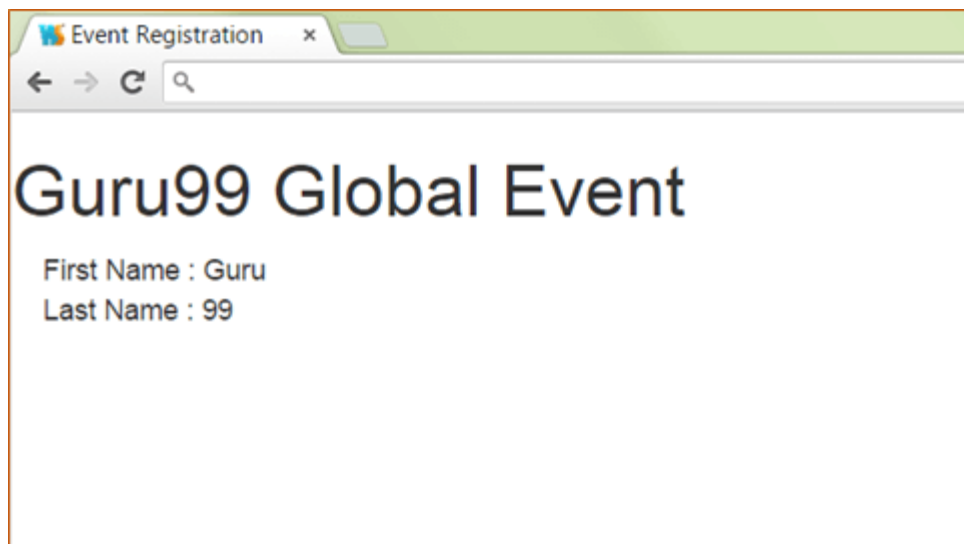 Event Registration
Guru99 Global Event
First Name : Guru
Last Name : 99